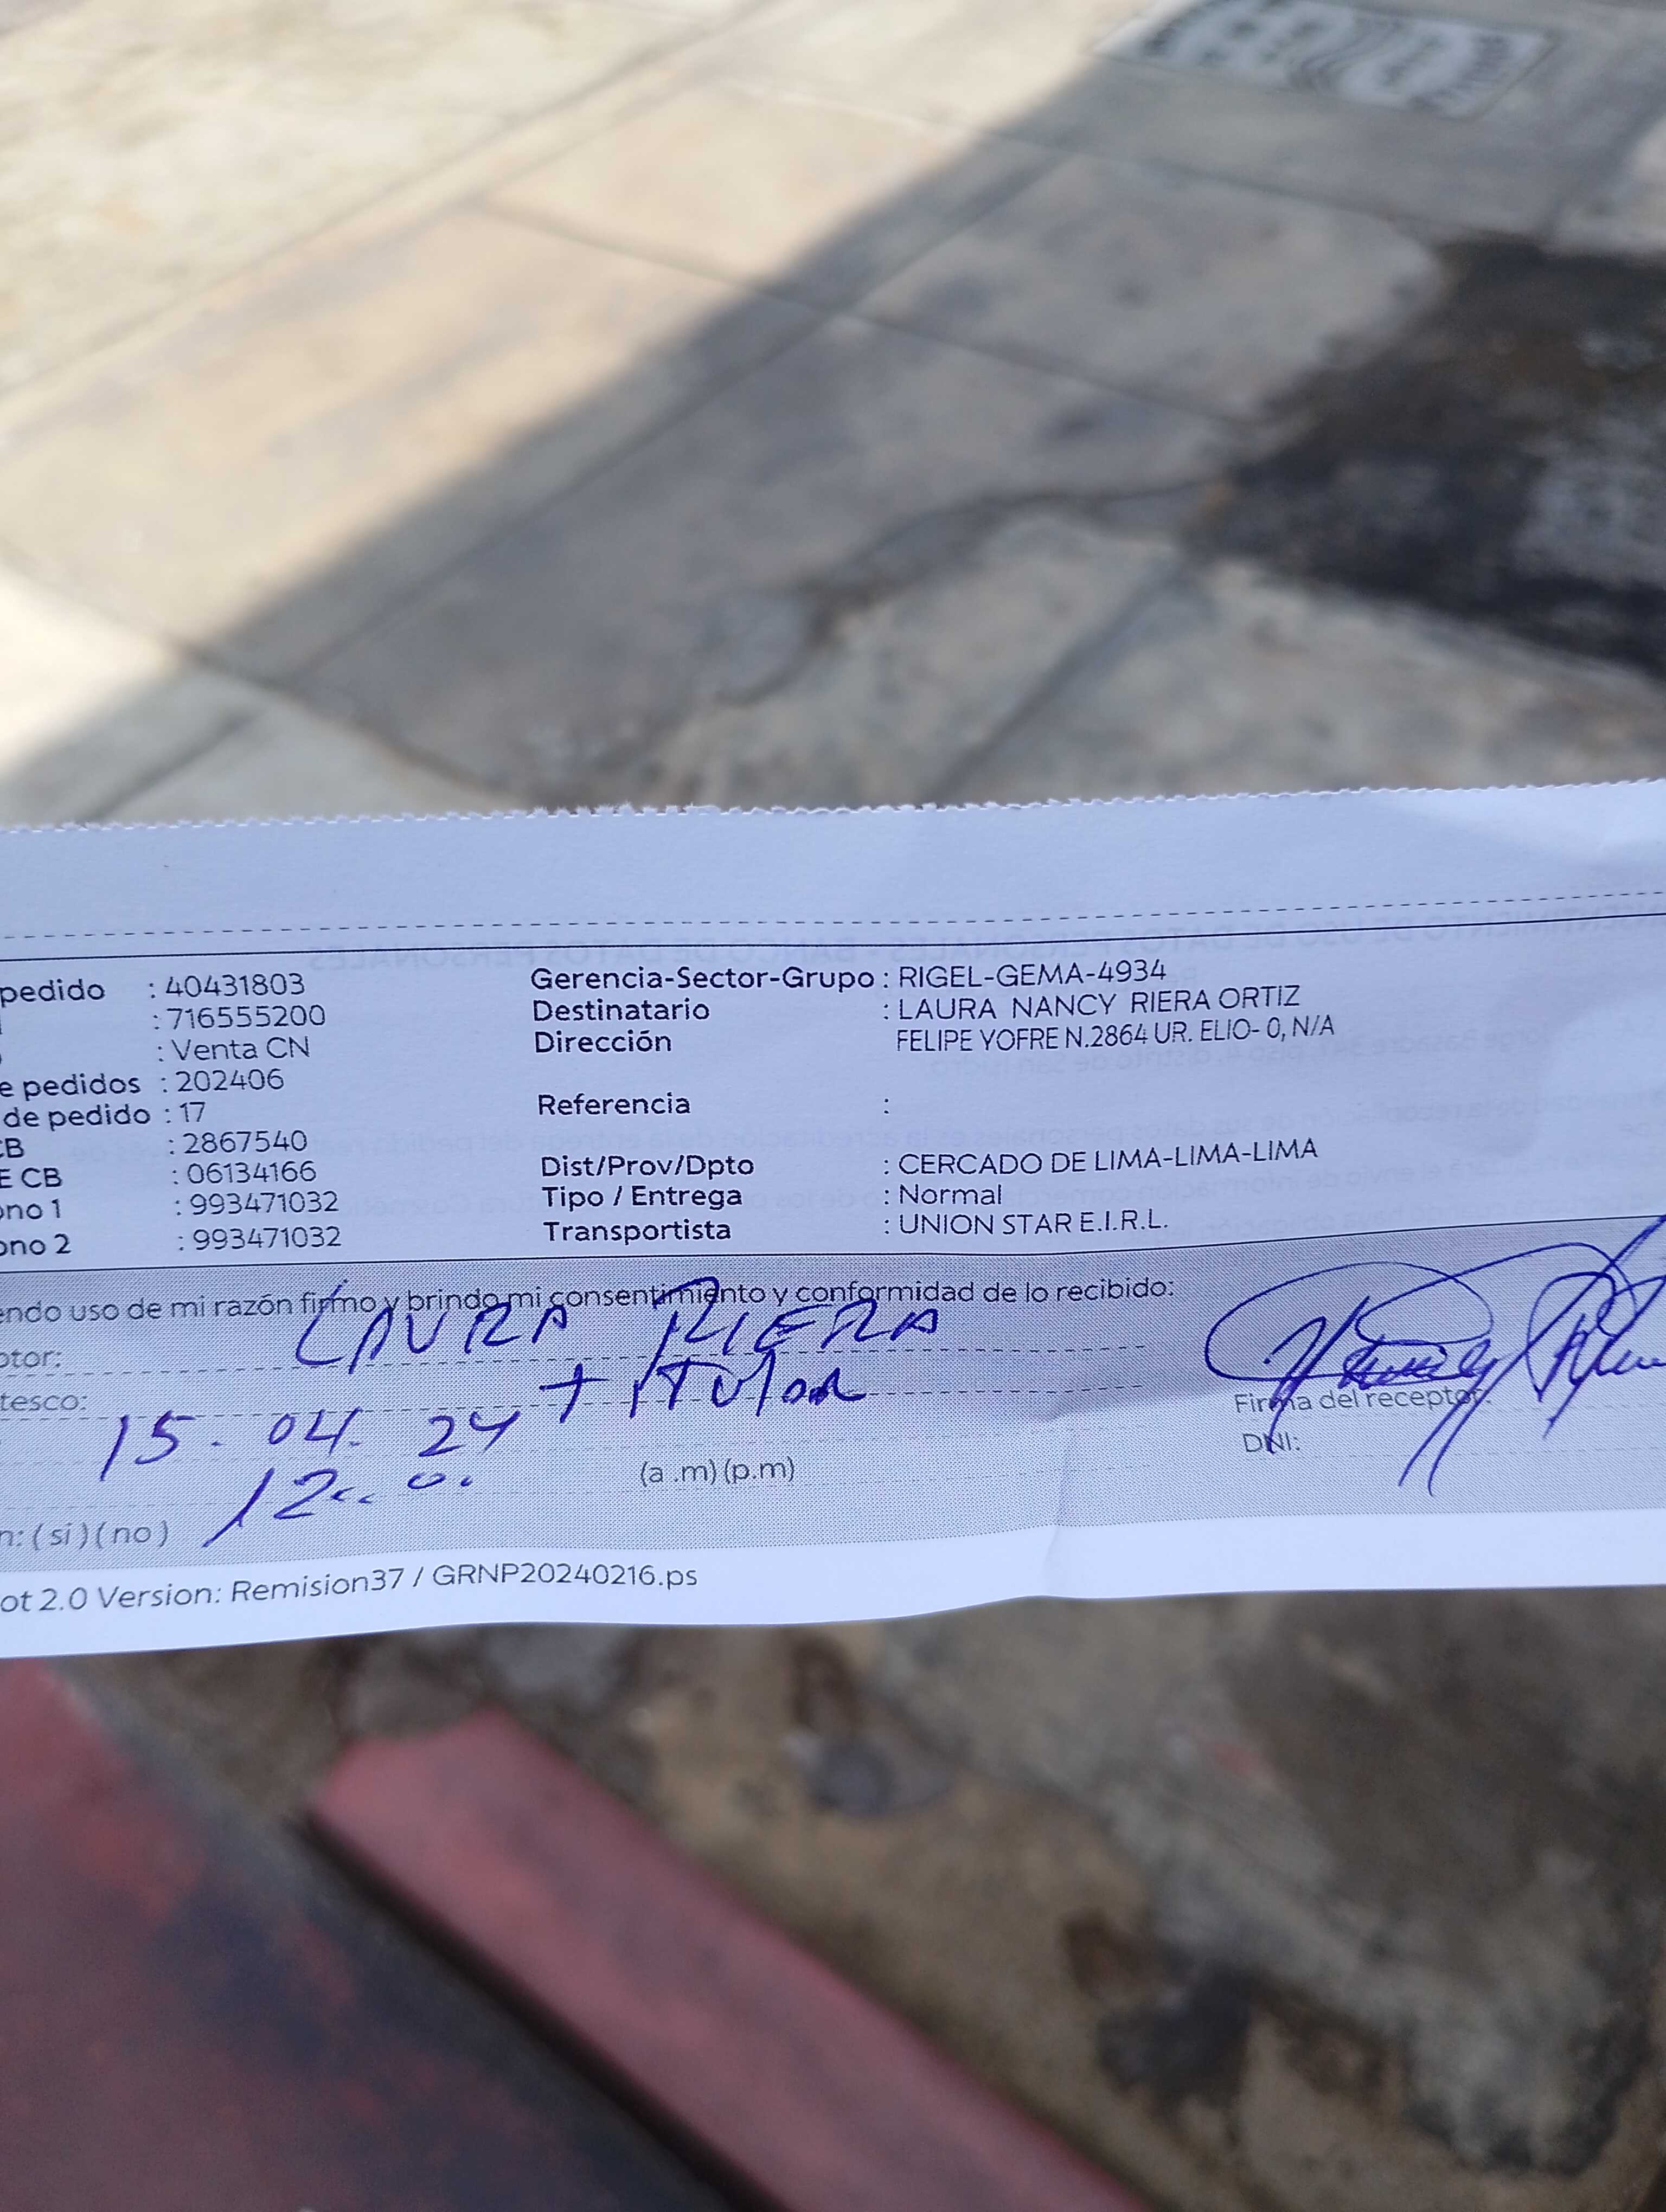 pedido : 40431803
: 716555200
: Venta CN
e pedidos : 202406
de pedido : 17
CB : 2867540
E CB : 06134166
ono 1 : 993471032
ono 2 : 993471032
Gerencia-Sector-Grupo : RIGEL-GEMA-4934
Destinatario : LAURA NANCY RIERA ORTIZ
Dirección FELIPE YOFRE N.2864 UR. ELIO- 0, N/A
Referencia :
Dist/Prov/Dpto : CERCADO DE LIMA-LIMA-LIMA
Tipo / Entrega : Normal
Transportista : UNION STAR E.I.R.L.
endo uso de mi razón firmo y brindo mi consentimiento y conformidad de lo recibido:
ptor: LAURA RIERA
tesco: + titular
15. 04. 24
Firma del receptor:
DNI:
12
(a .m) (p.m)
n: ( si ) ( no )
ot 2.0 Version: Remision37 / GRNP20240216.ps